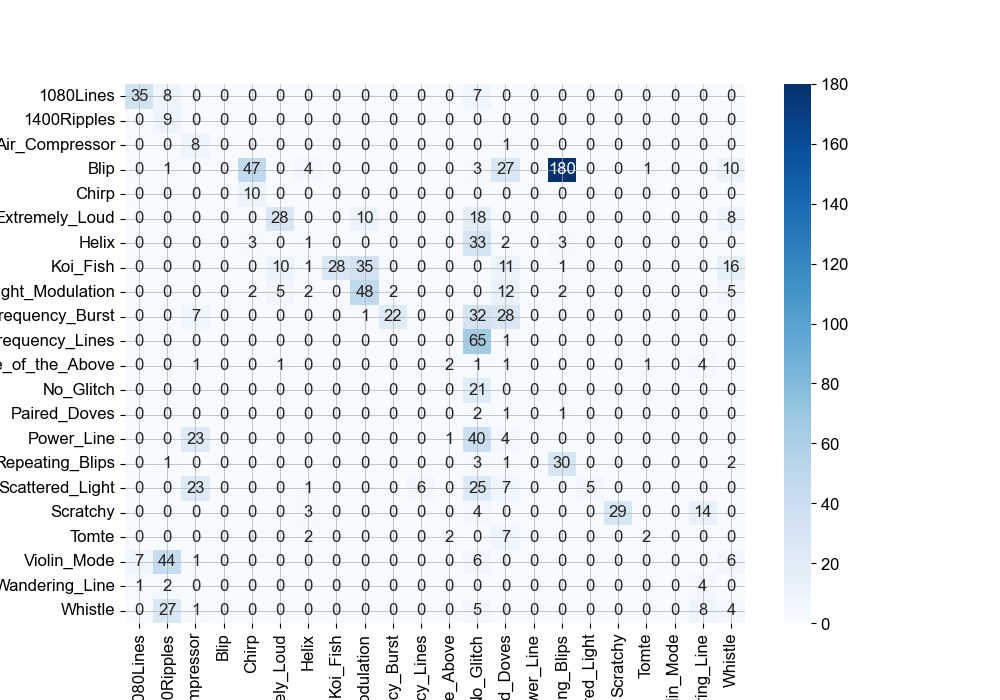 1080Lines 35 8 0 0 0 0 0 0 0 0 0 0 7 0 0 0 0 0 0 0 0 0
1400Ripples 0 9 0 0 0 0 0 0 0 0 0 0 0 0 0 0 0 0 0 0 0 0
Air_Compressor 0 0 8 0 0 0 0 0 0 0 0 0 0 1 0 0 0 0 0 0 0 0
Blip 0 1 0 0 47 0 4 0 0 0 0 0 3 27 0 180 0 0 1 0 0 10
Chirp 0 0 0 0 10 0 0 0 0 0 0 0 0 0 0 0 0 0 0 0 0 0
Extremely_Loud 0 0 0 0 0 28 0 0 10 0 0 0 18 0 0 0 0 0 0 0 0 8
Helix 0 0 0 0 3 0 1 0 0 0 0 0 33 2 0 3 0 0 0 0 0 0
Koi_Fish 0 0 0 0 0 10 1 28 35 0 0 0 0 11 0 1 0 0 0 0 0 16
ght_Modulation 0 0 0 0 2 5 2 0 48 2 0 0 0 12 0 2 0 0 0 0 0 5
requency_Burst 0 0 7 0 0 0 0 0 1 22 0 0 32 28 0 0 0 0 0 0 0 0
requency_Lines 0 0 0 0 0 0 0 0 0 0 0 0 65 1 0 0 0 0 0 0 0 0
e_of_the_Above 0 0 1 0 0 1 0 0 0 0 0 2 1 1 0 0 0 0 1 0 4 0
No_Glitch 0 0 0 0 0 0 0 0 0 0 0 0 21 0 0 0 0 0 0 0 0 0
Paired_Doves 0 0 0 0 0 0 0 0 0 0 0 0 2 1 0 1 0 0 0 0 0 0
Power_Line 0 0 23 0 0 0 0 0 0 0 0 1 40 4 0 0 0 0 0 0 0 0
Repeating_Blips 0 1 0 0 0 0 0 0 0 0 0 0 3 1 0 30 0 0 0 0 0 2
Scattered_Light 0 0 23 0 0 0 1 0 0 0 6 0 25 7 0 0 5 0 0 0 0 0
Scratchy 0 0 0 0 0 0 3 0 0 0 0 0 4 0 0 0 0 29 0 0 14 0
Tomte 0 0 0 0 0 0 2 0 0 0 0 2 0 7 0 0 0 0 2 0 0 0
Violin_Mode 7 44 1 0 0 0 0 0 0 0 0 0 6 0 0 0 0 0 0 0 0 6
Wandering_Line 1 2 0 0 0 0 0 0 0 0 0 0 0 0 0 0 0 0 0 0 4 0
Whistle 0 27 1 0 0 0 0 0 0 0 0 0 5 0 0 0 0 0 0 0 8 4
080Lines
0Ripples
mpressor
Blip
Chirp
ely_Loud
Helix
Koi_Fish
odulation
cy_Burst
cy_Lines
e_Above
No_Glitch
d_Doves
wer_Line
ng_Blips
red_Light
Scratchy
Tomte
in_Mode
ring_Line
Whistle
180
160
140
120
100
80
60
40
20
0